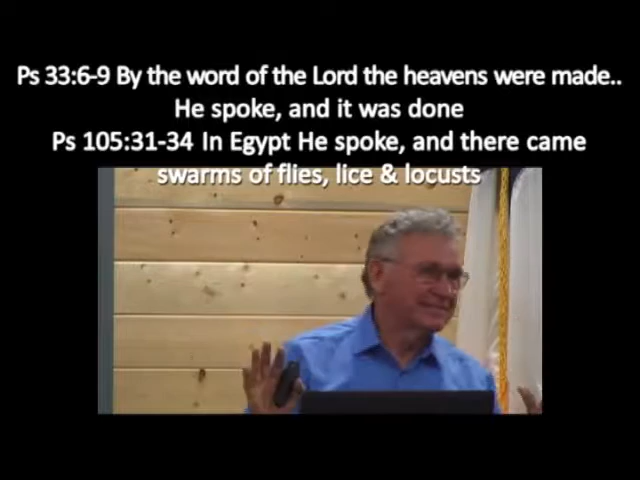 Ps 33:6-9 By the word of the Lord the heavens were made..
He spoke, and it was done
Ps 105:31-34 In Egypt He spoke, and there came
swarms of flies, lice & locusts